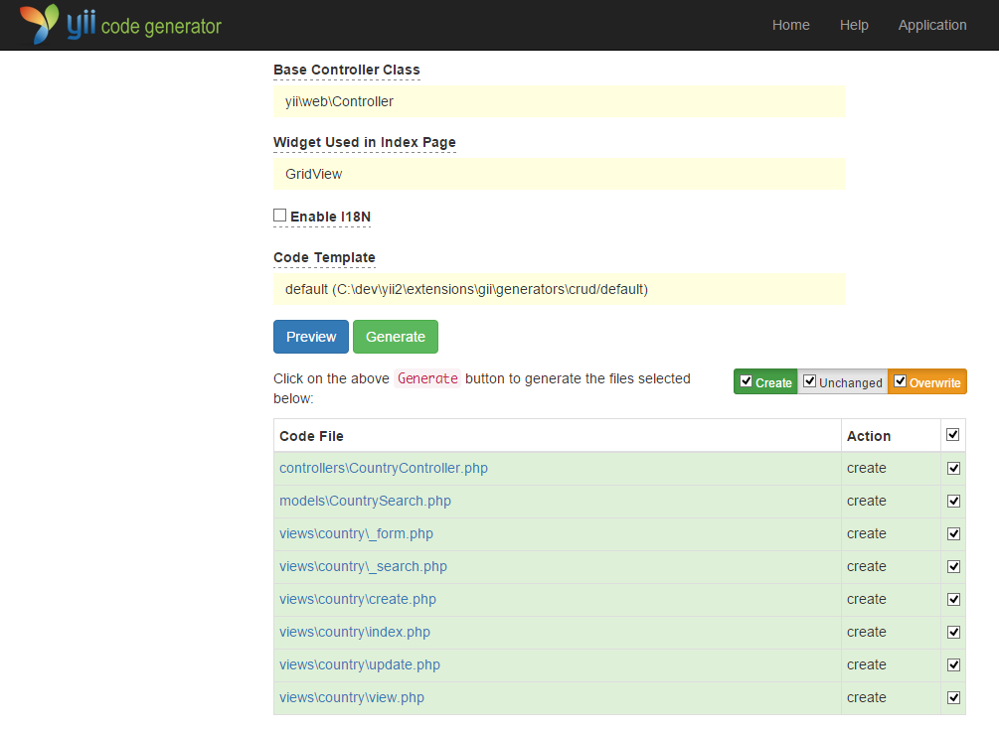 yii code generator Home Help Application
Base Controller Class
yii\web\Controller
Widget Used in Index Page
GridView
Enable I18N
Code Template
default (C:\dev\yii2\extensions\gii\generators\crud/default)
Preview Generate
Click on the above Generate button to generate the files selected
below:
Create Unchanged Overwrite
Code File Action
controllers\CountryController.php create
models\CountrySearch.php create
views\country\_form.php create
views\country\_search.php create
views\country\create.php create
views\country\index.php create
views\country\update.php create
views\country\view.php create